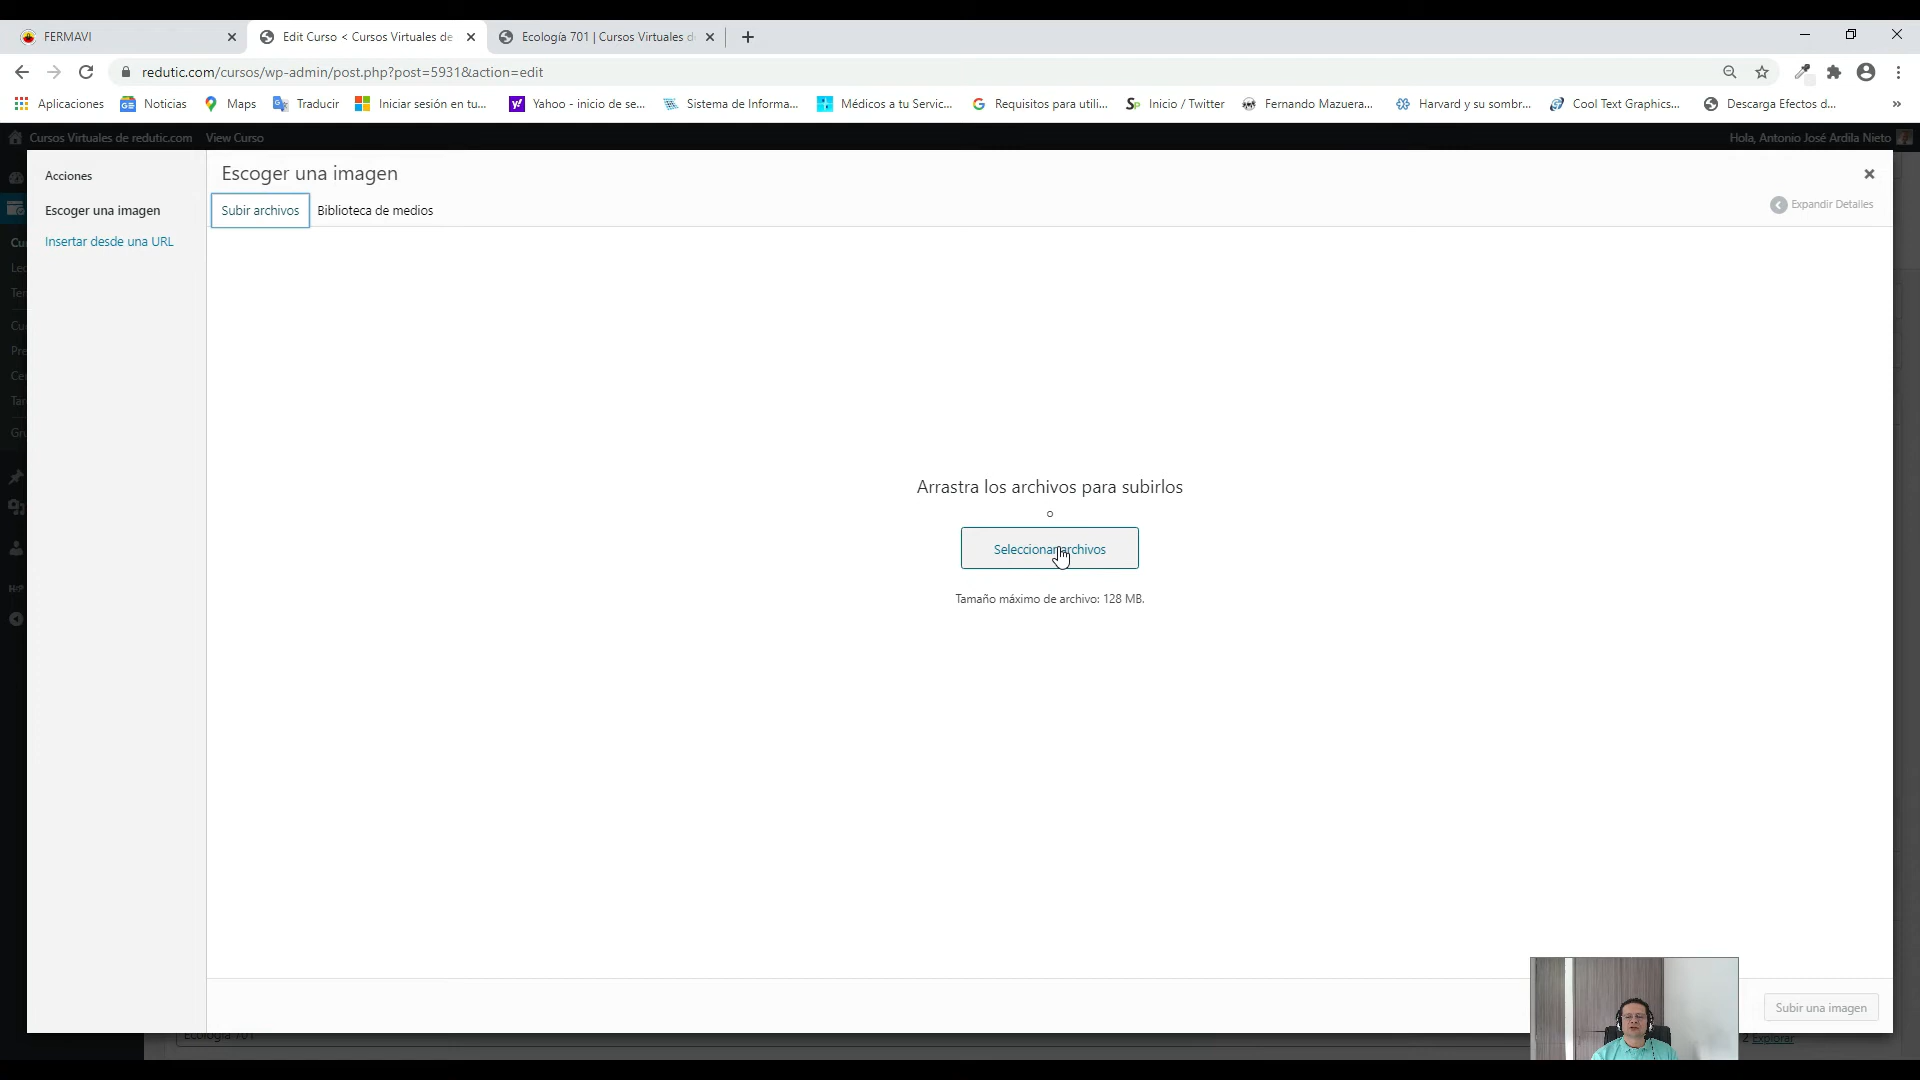 FERMAVI
Edit Curso < Cursos Virtuales de
Ecología 701 | Cursos Virtuales d
redutic.com/cursos/wp-admin/post.php?post=5931&action=edit
Aplicaciones
Noticias
Maps
Traducir
Iniciar sesión en tu...
Yahoo - inicio de se...
Sistema de Informa...
Médicos a tu Servic...
Requisitos para utili...
Inicio / Twitter
Fernando Mazuera...
Harvard y su sombr...
Cool Text Graphics...
Descarga Efectos d...
Cursos Virtuales de redutic.com
View Curso
Hola, Antonio José Ardila Nieto
Acciones
Escoger una imagen
Escoger una imagen
Insertar desde una URL
Subir archivos
Biblioteca de medios
Expandir Detalles
Arrastra los archivos para subirlos
o
Seleccionar archivos
Tamaño máximo de archivo: 128 MB.
Subir una imagen
Ecología 701
2 Explorar